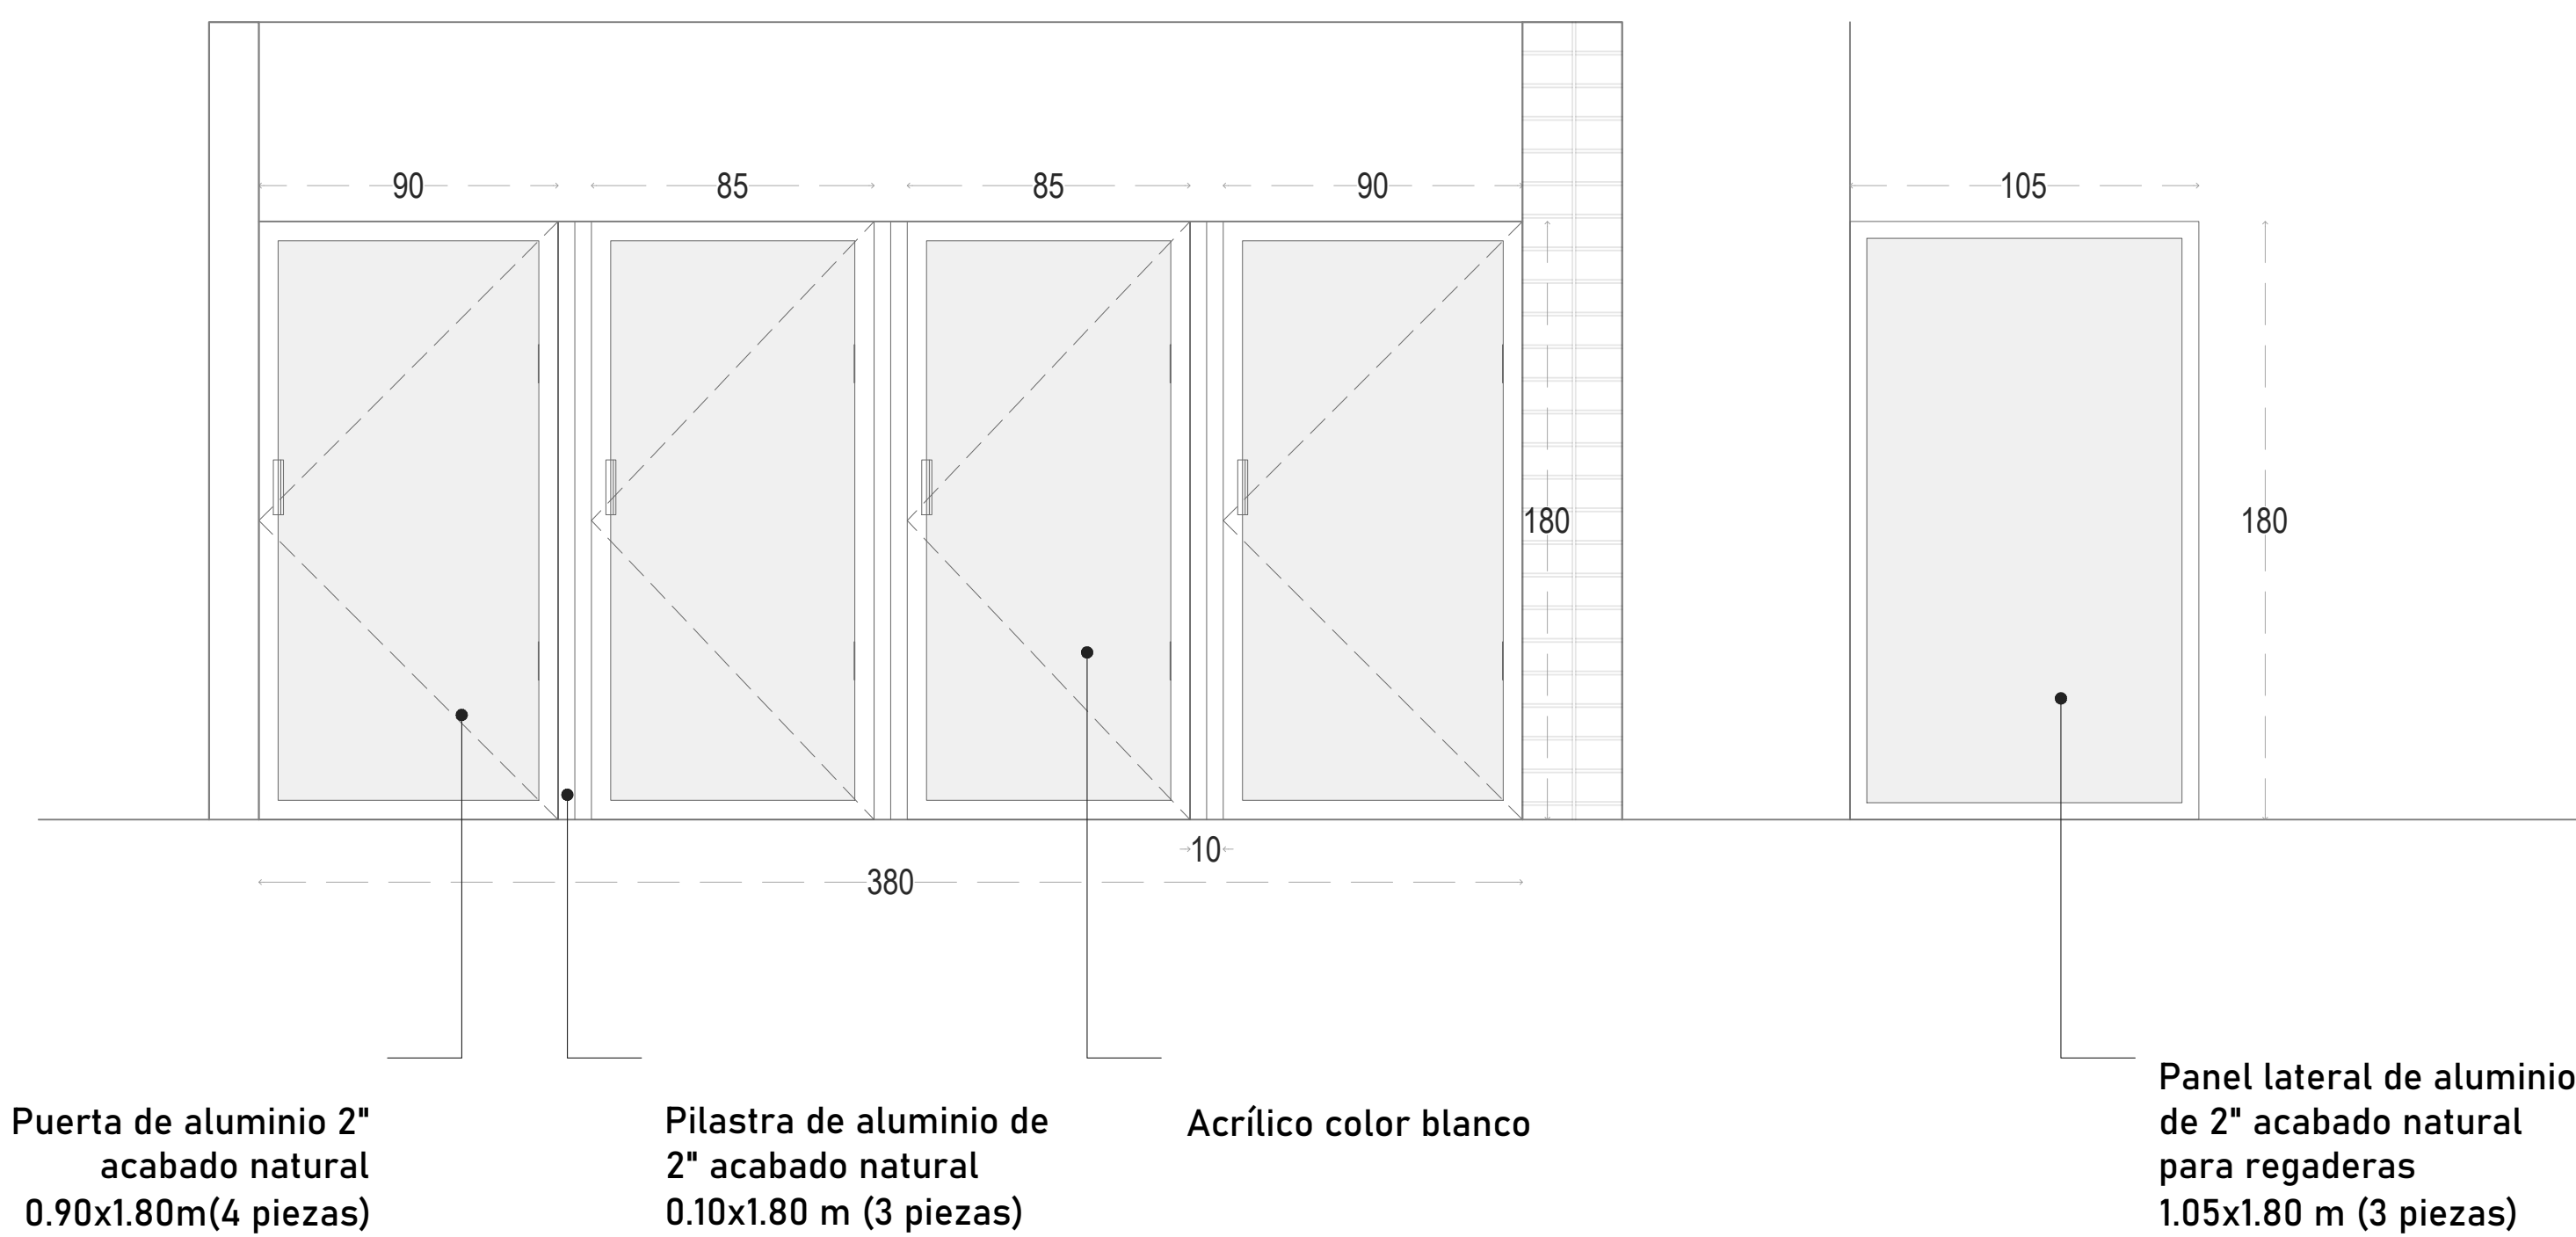 90
85
85
90
105
180
180
10
380
Puerta de aluminio 2"
acabado natural
0.90x1.80m(4 piezas)
Pilastra de aluminio de
2" acabado natural
0.10x1.80 m (3 piezas)
Acrílico color blanco
Panel lateral de aluminio
de 2" acabado natural
para regaderas
1.05x1.80 m (3 piezas)